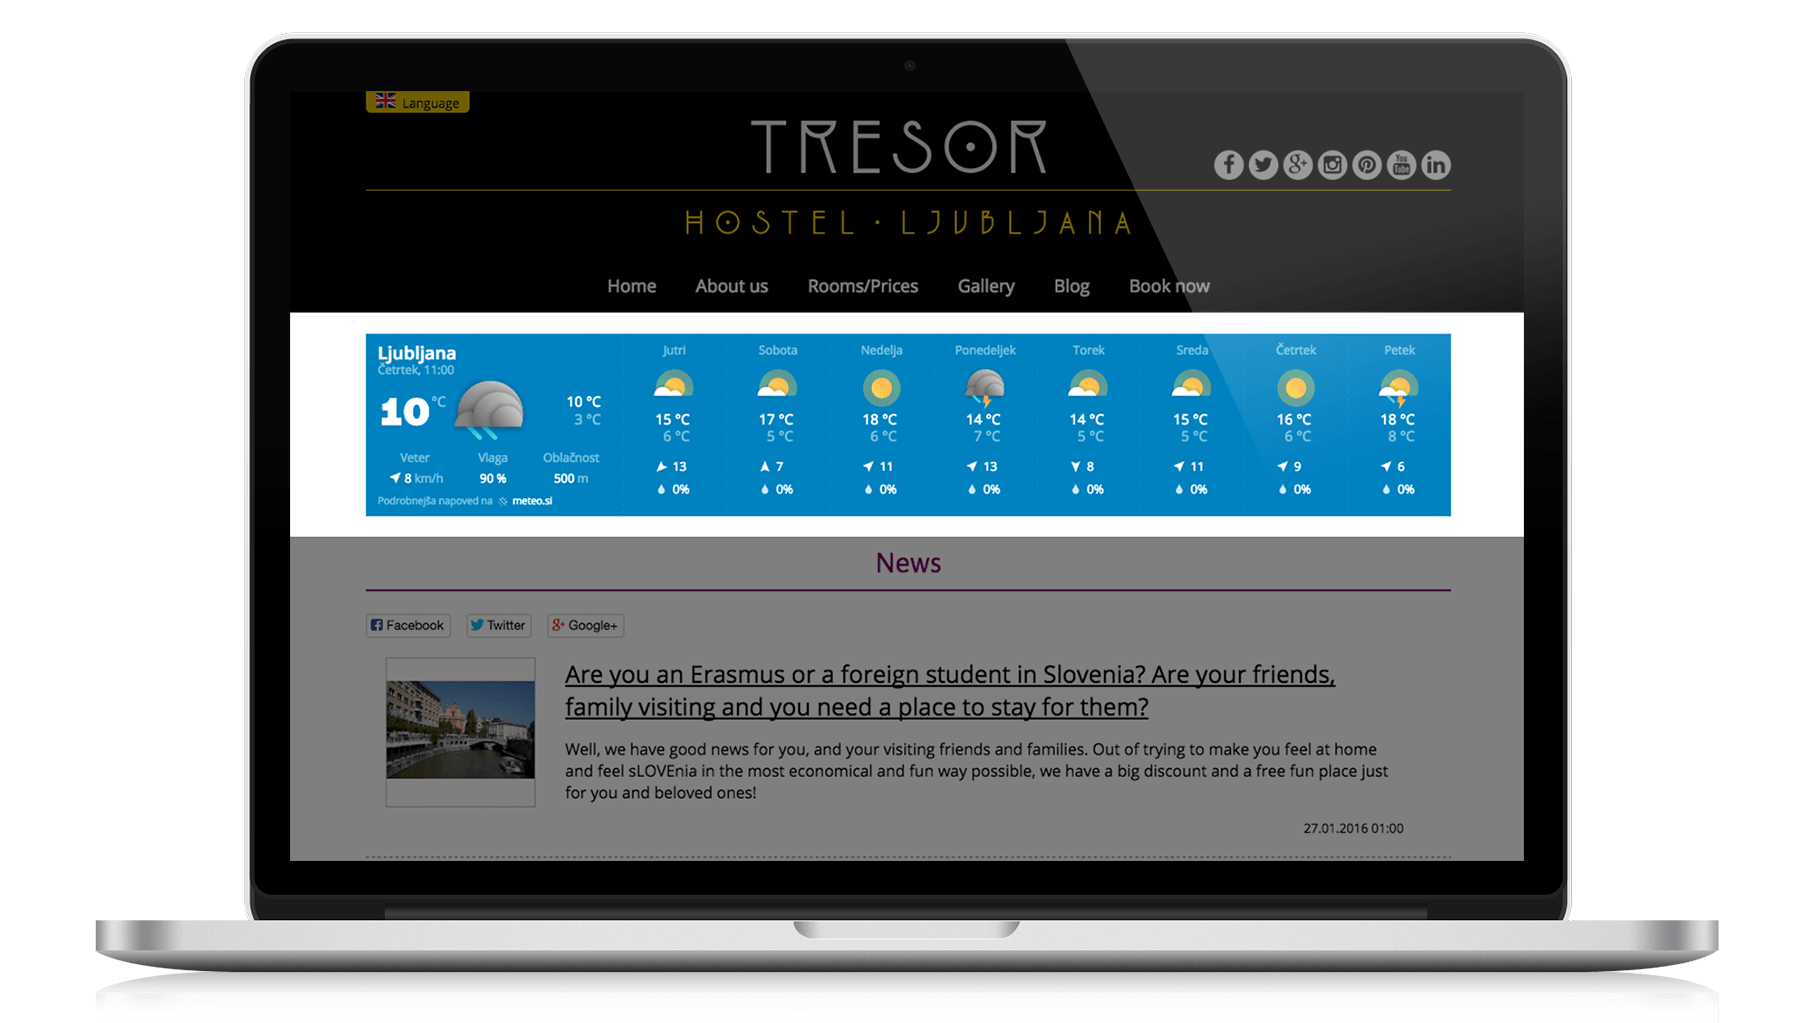 Language
TRESOR
HOSTEL · LJUBLJANA
Home About us Rooms/Prices Gallery Blog Book now
Ljubljana
Četrtek, 11:00
10 °C
10 °C
3 °C
Veter Vlaga Oblačnost
8 km/h 90 % 500 m
Podrobnejša napoved na meteo.si
Jutri Sobota Nedelja Ponedeljek Torek Sreda Četrtek Petek
15 °C 17 °C 18 °C 14 °C 14 °C 15 °C 16 °C 18 °C
6 °C 5 °C 6 °C 7 °C 5 °C 5 °C 6 °C 8 °C
13 7 11 13 8 11 9 6
0% 0% 0% 0% 0% 0% 0% 0%
News
Facebook Twitter Google+
Are you an Erasmus or a foreign student in Slovenia? Are your friends,
family visiting and you need a place to stay for them?
Well, we have good news for you, and your visiting friends and families. Out of trying to make you feel at home
and feel sLOVEnia in the most economical and fun way possible, we have a big discount and a free fun place just
for you and beloved ones!
27.01.2016 01:00